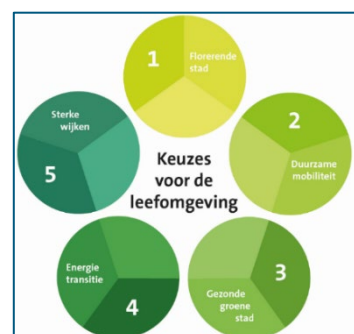 1
Florerende
stad
2
Duurzame
mobiliteit
3
Gezonde
groene
stad
4
Energie
transitie
5
Sterke
wijken
Keuzes
voor de
leefomgeving